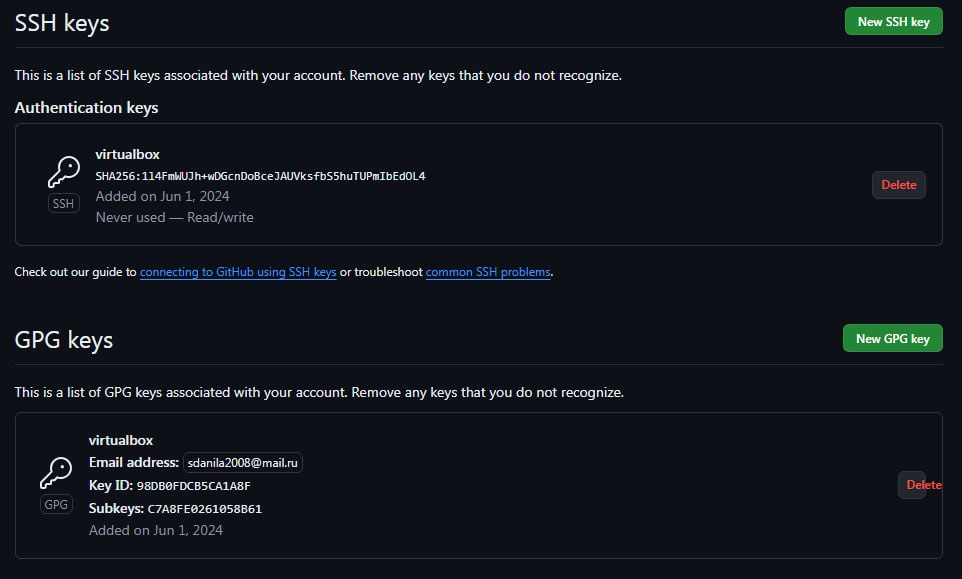 SSH keys
New SSH key
This is a list of SSH keys associated with your account. Remove any keys that you do not recognize.
Authentication keys
virtualbox
SHA256:1l4FmWUJh+wDGcnDoBceJAUVksfbS5huTUPmIbEdOL4
Added on Jun 1, 2024
Never used — Read/write
SSH
Delete
Check out our guide to connecting to GitHub using SSH keys or troubleshoot common SSH problems.
GPG keys
New GPG key
This is a list of GPG keys associated with your account. Remove any keys that you do not recognize.
virtualbox
Email address: sdanila2008@mail.ru
Key ID: 98DB0FDCB5CA1A8F
Subkeys: C7A8FE0261058B61
Added on Jun 1, 2024
GPG
Delete